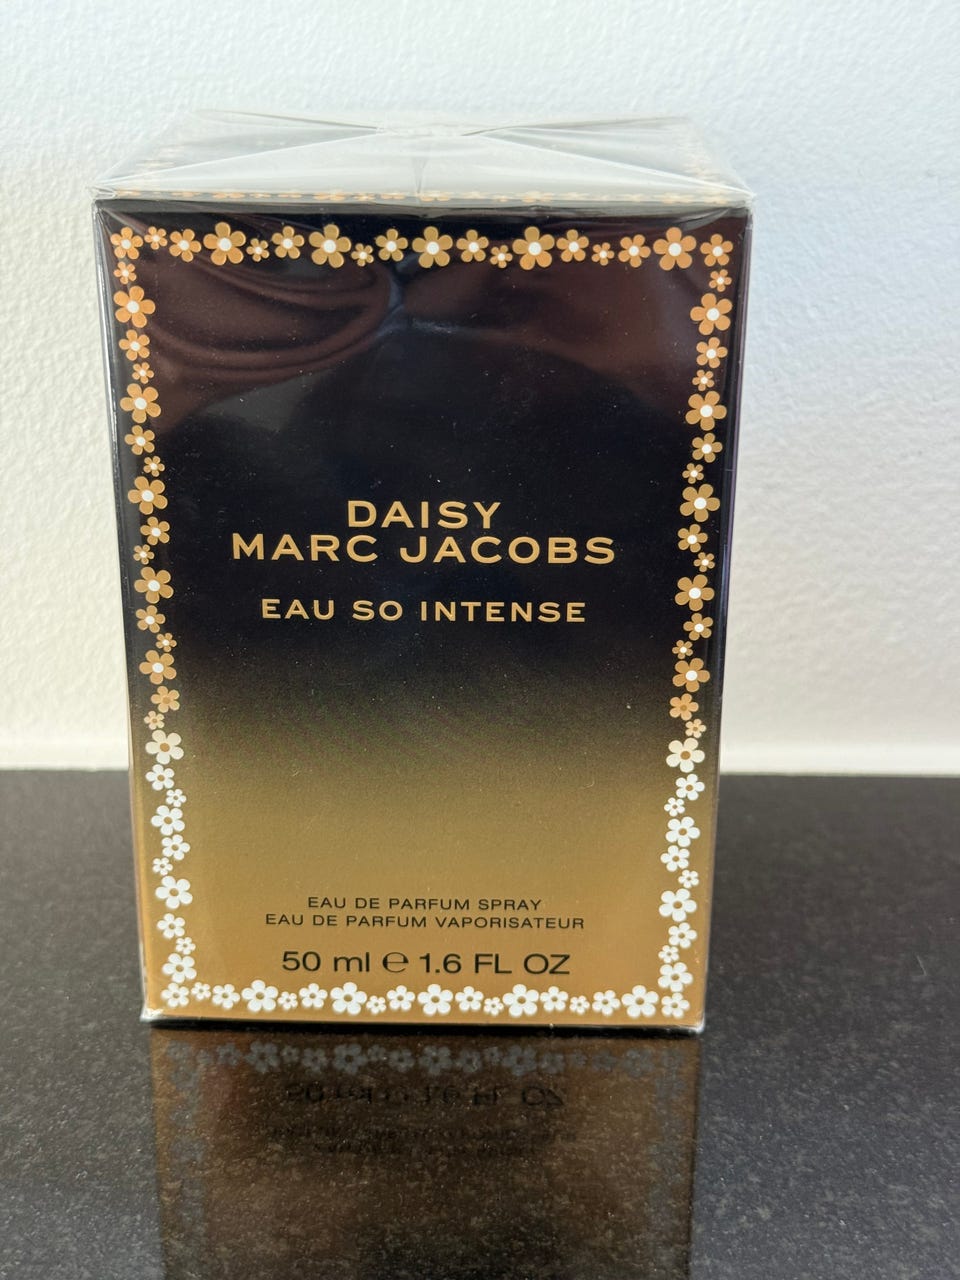 DAISY
MARC JACOBS
EAU SO INTENSE
EAU DE PARFUM SPRAY
EAU DE PARFUM VAPORISATEUR
50 ml ℮ 1.6 FL OZ